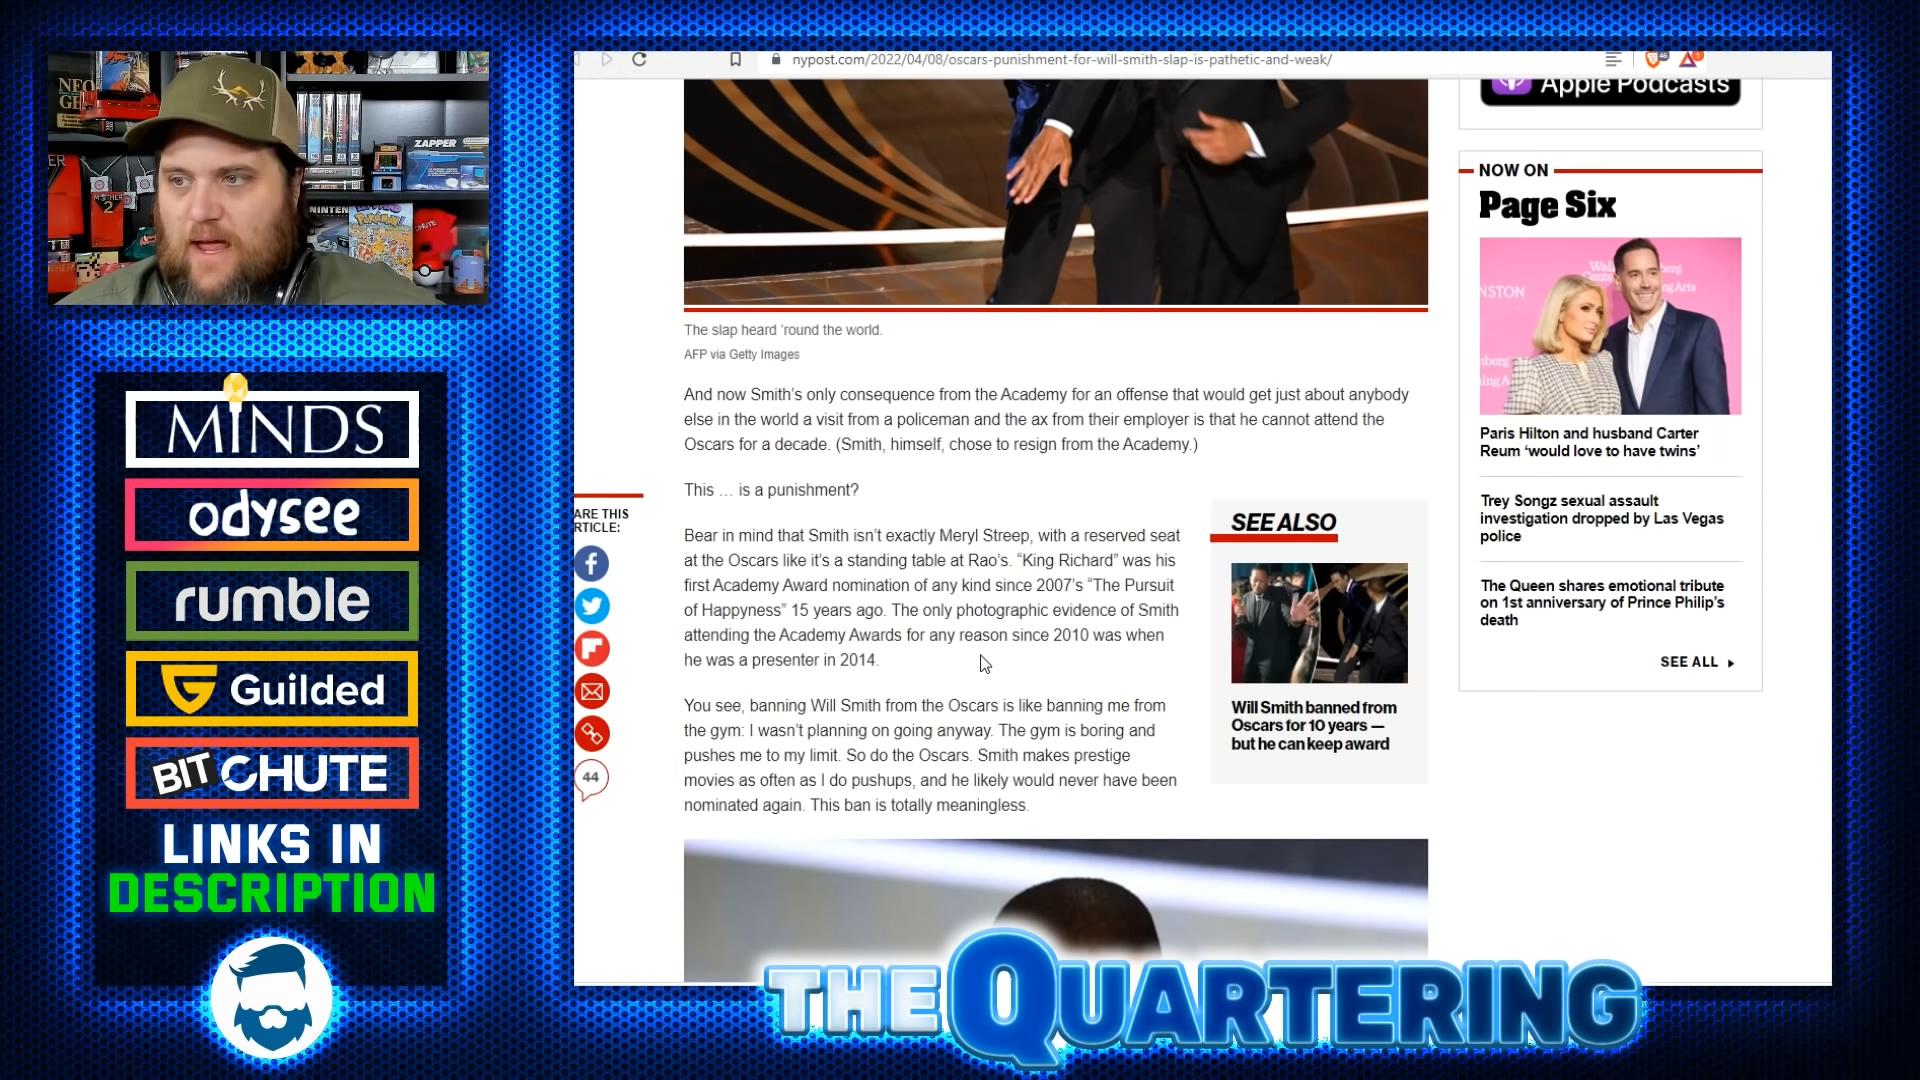 nypost.com/2022/04/08/oscars-punishment-for-will-smith-slap-is-pathetic-and-weak/
NEO
GE
ZAPPER
MOTHER
2
NINTEN
POKéMON
CHUTE
MINDS
odysee
rumble
Guilded
BITCHUTE
LINKS IN
DESCRIPTION
The slap heard ’round the world.
AFP via Getty Images
And now Smith’s only consequence from the Academy for an offense that would get just about anybody
else in the world a visit from a policeman and the ax from their employer is that he cannot attend the
Oscars for a decade. (Smith, himself, chose to resign from the Academy.)
This … is a punishment?
ARE THIS
RTICLE:
44
Bear in mind that Smith isn’t exactly Meryl Streep, with a reserved seat
at the Oscars like it’s a standing table at Rao’s. “King Richard” was his
first Academy Award nomination of any kind since 2007’s “The Pursuit
of Happyness” 15 years ago. The only photographic evidence of Smith
attending the Academy Awards for any reason since 2010 was when
he was a presenter in 2014.
You see, banning Will Smith from the Oscars is like banning me from
the gym: I wasn’t planning on going anyway. The gym is boring and
pushes me to my limit. So do the Oscars. Smith makes prestige
movies as often as I do pushups, and he likely would never have been
nominated again. This ban is totally meaningless.
SEE ALSO
Will Smith banned from
Oscars for 10 years —
but he can keep award
Apple Podcasts
NOW ON
Page Six
NSTON
Paris Hilton and husband Carter
Reum ‘would love to have twins’
Trey Songz sexual assault
investigation dropped by Las Vegas
police
The Queen shares emotional tribute
on 1st anniversary of Prince Philip’s
death
SEE ALL
THE QUARTERING